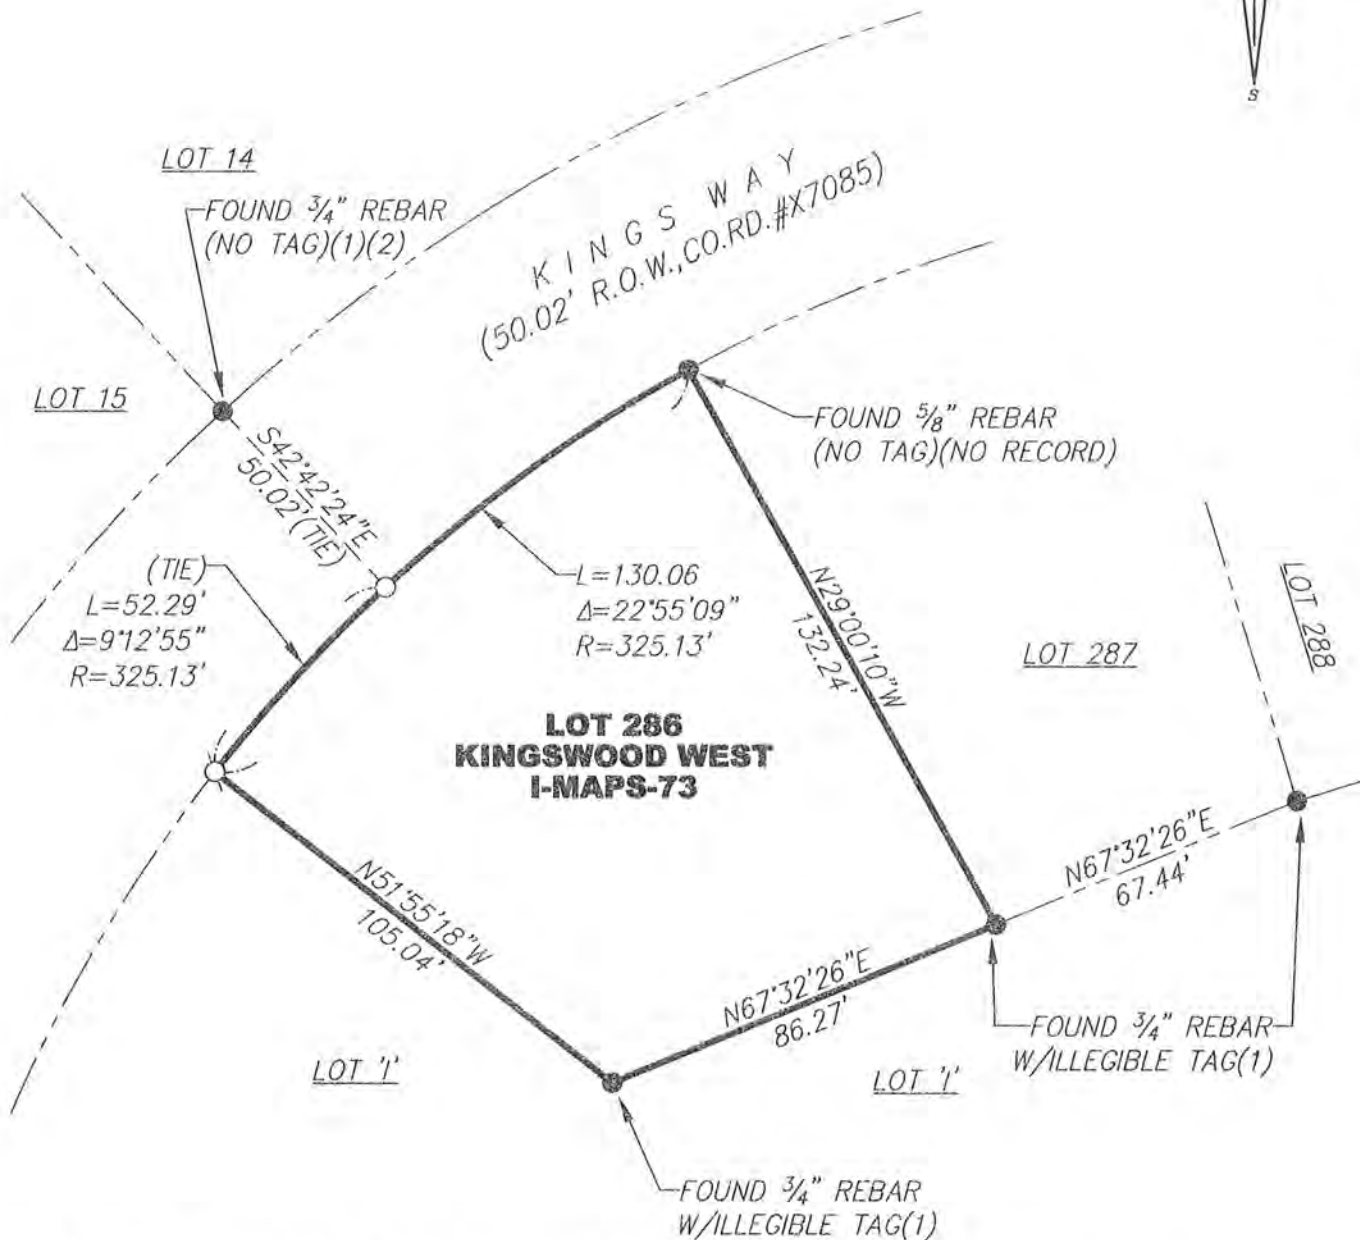 S
LOT 14
FOUND 3/4" REBAR
(NO TAG)(1)(2)
KINGS WAY
(50.02' R.O.W.,CO.RD.#X7085)
LOT 15
FOUND 5/8" REBAR
(NO TAG)(NO RECORD)
S42°42'24"E
50.02'(TIE)
(TIE)
L=52.29'
Δ=9°12'55"
R=325.13'
L=130.06
Δ=22°55'09"
R=325.13'
N29°00'10"W
132.24'
LOT 287
LOT 288
LOT 286
KINGSWOOD WEST
I-MAPS-73
N67°32'26"E
67.44'
N51°55'18"W
105.04'
N67°32'26"E
86.27'
FOUND 3/4" REBAR
W/ILLEGIBLE TAG(1)
LOT '1'
LOT '1'
FOUND 3/4" REBAR
W/ILLEGIBLE TAG(1)